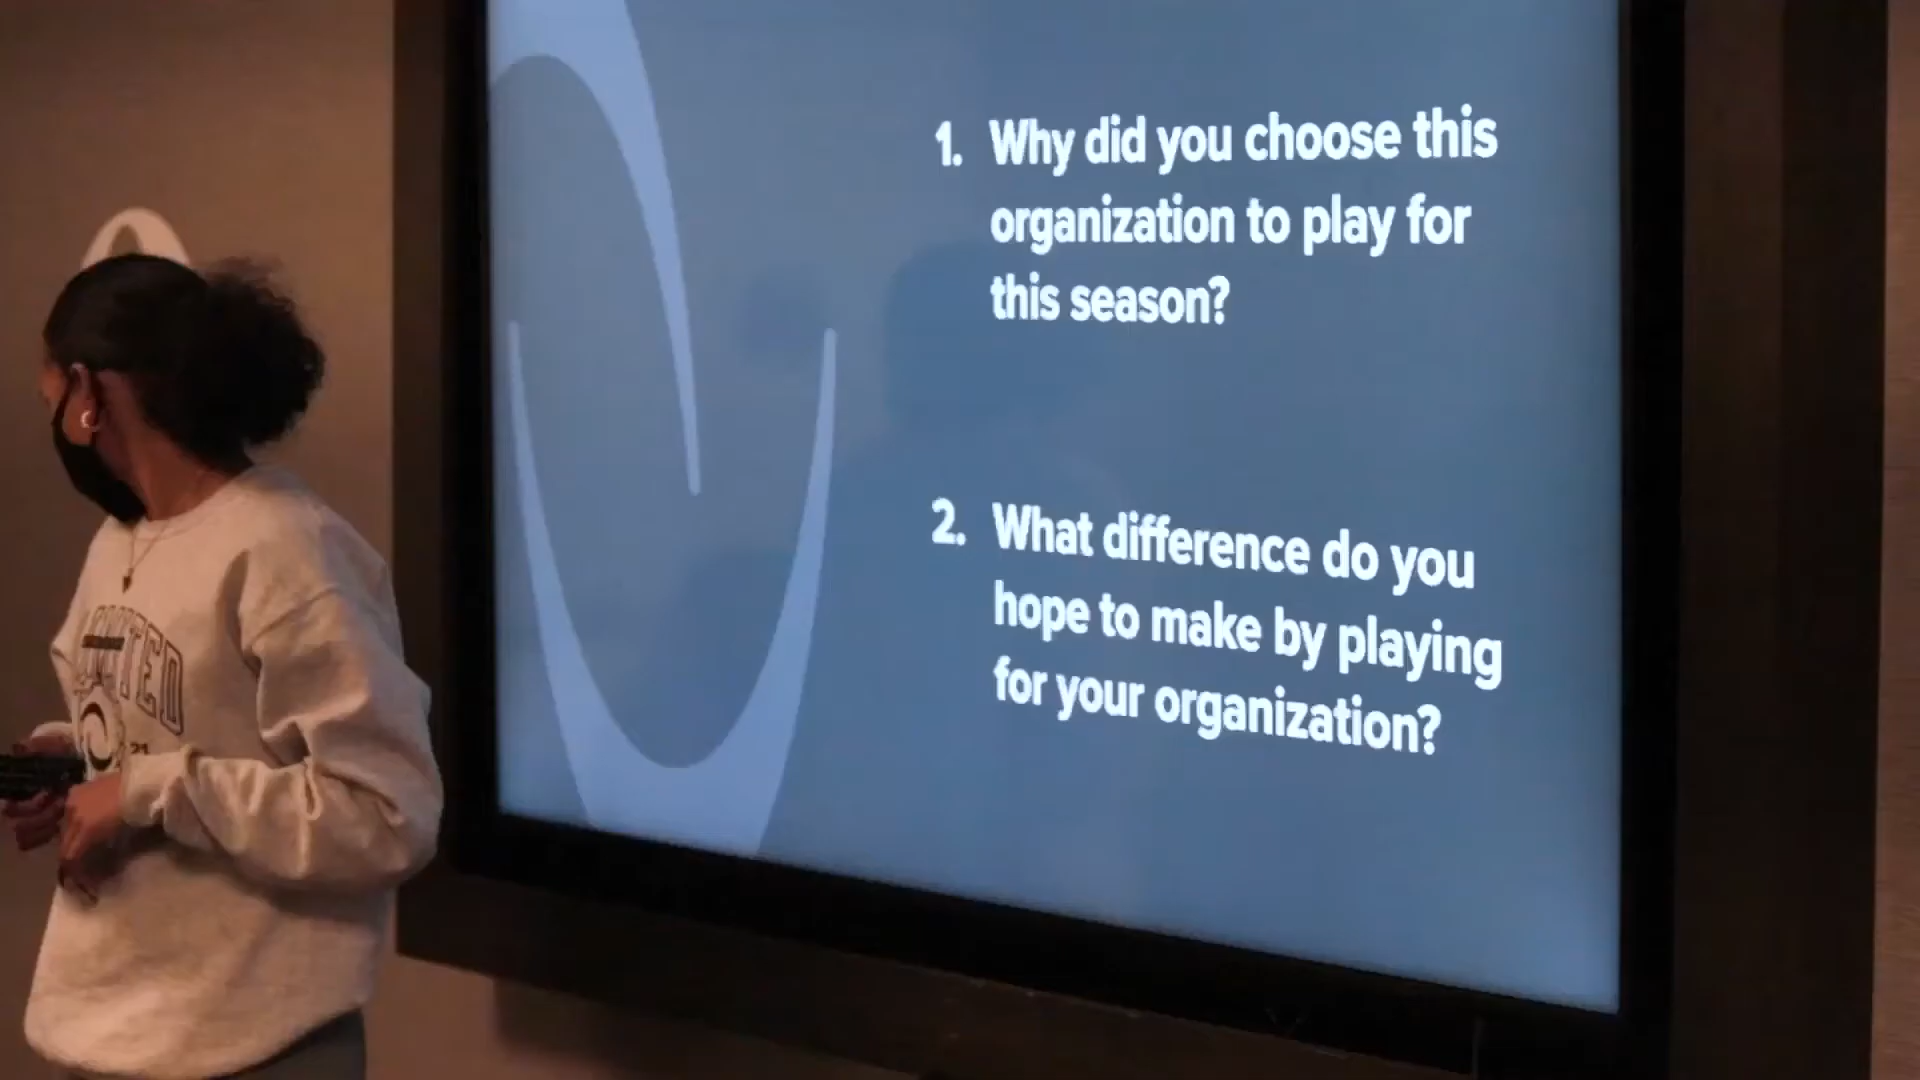 1. Why did you choose this
organization to play for
this season?
2. What difference do you
hope to make by playing
for your organization?
21